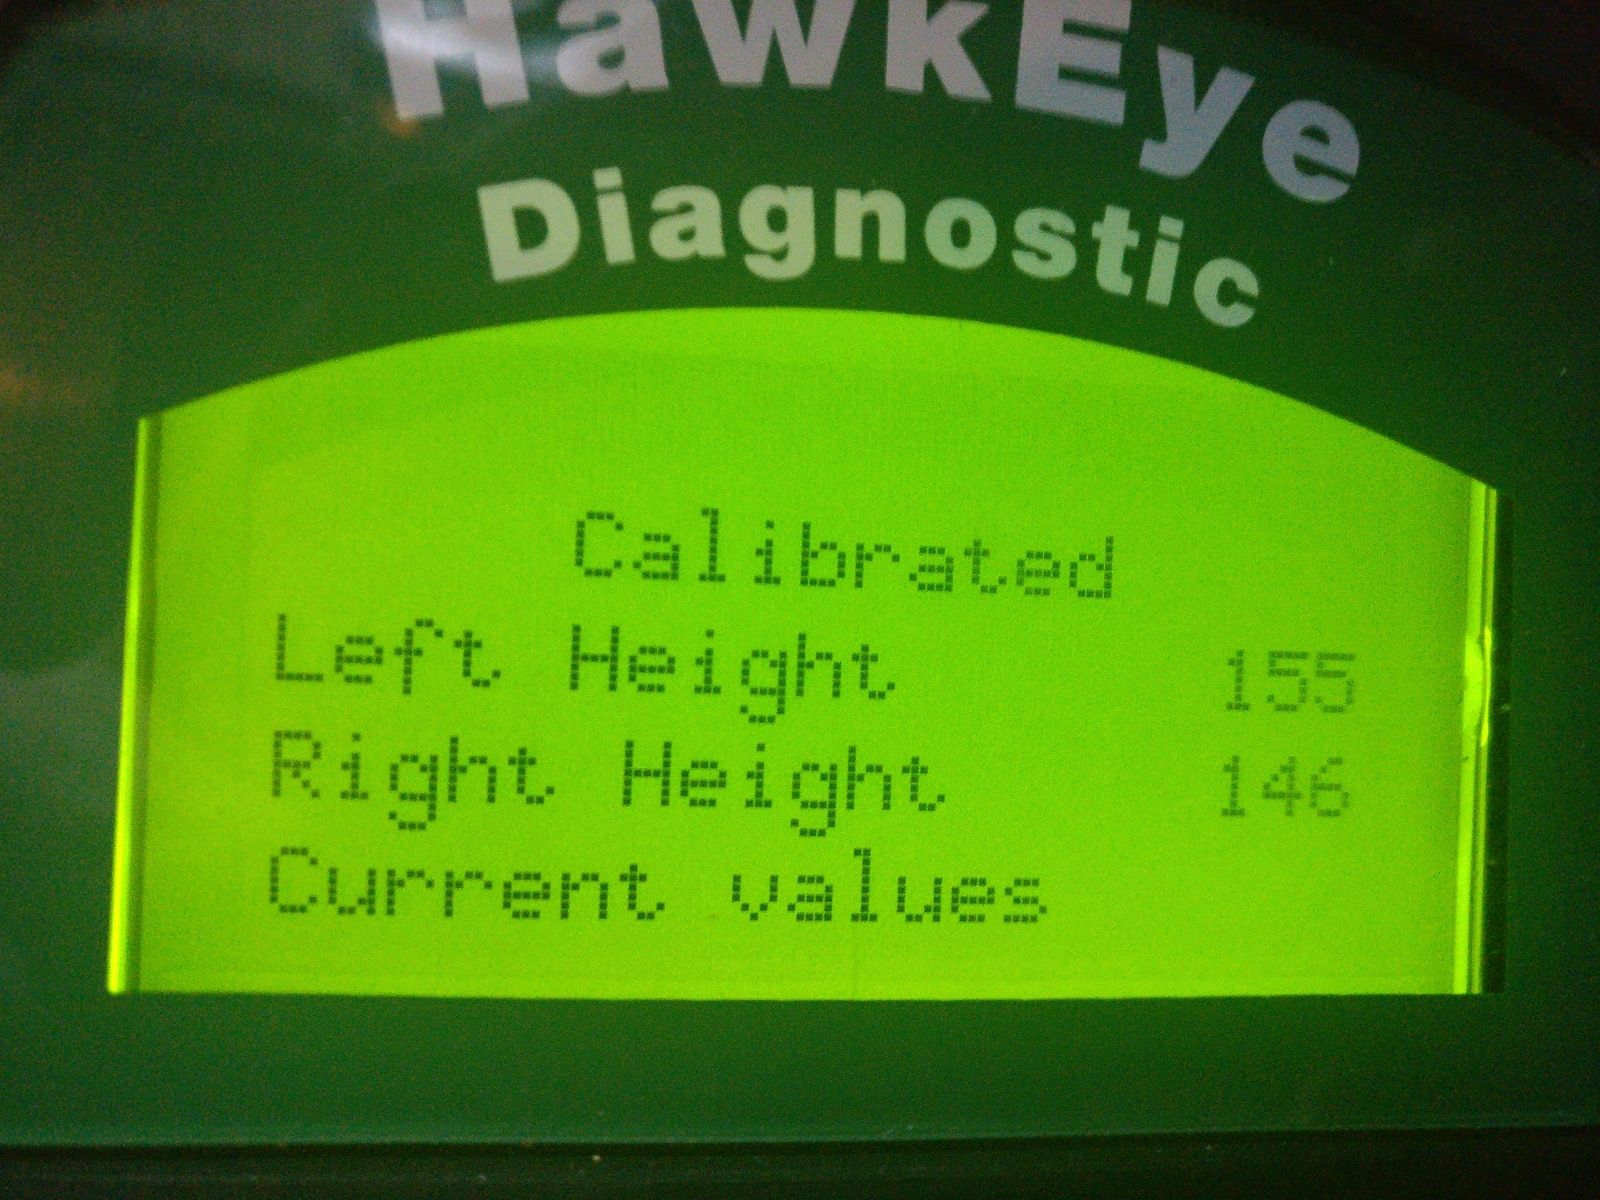 HawkEye
Diagnostic
Calibrated
Left Height 155
Right Height 146
Current values